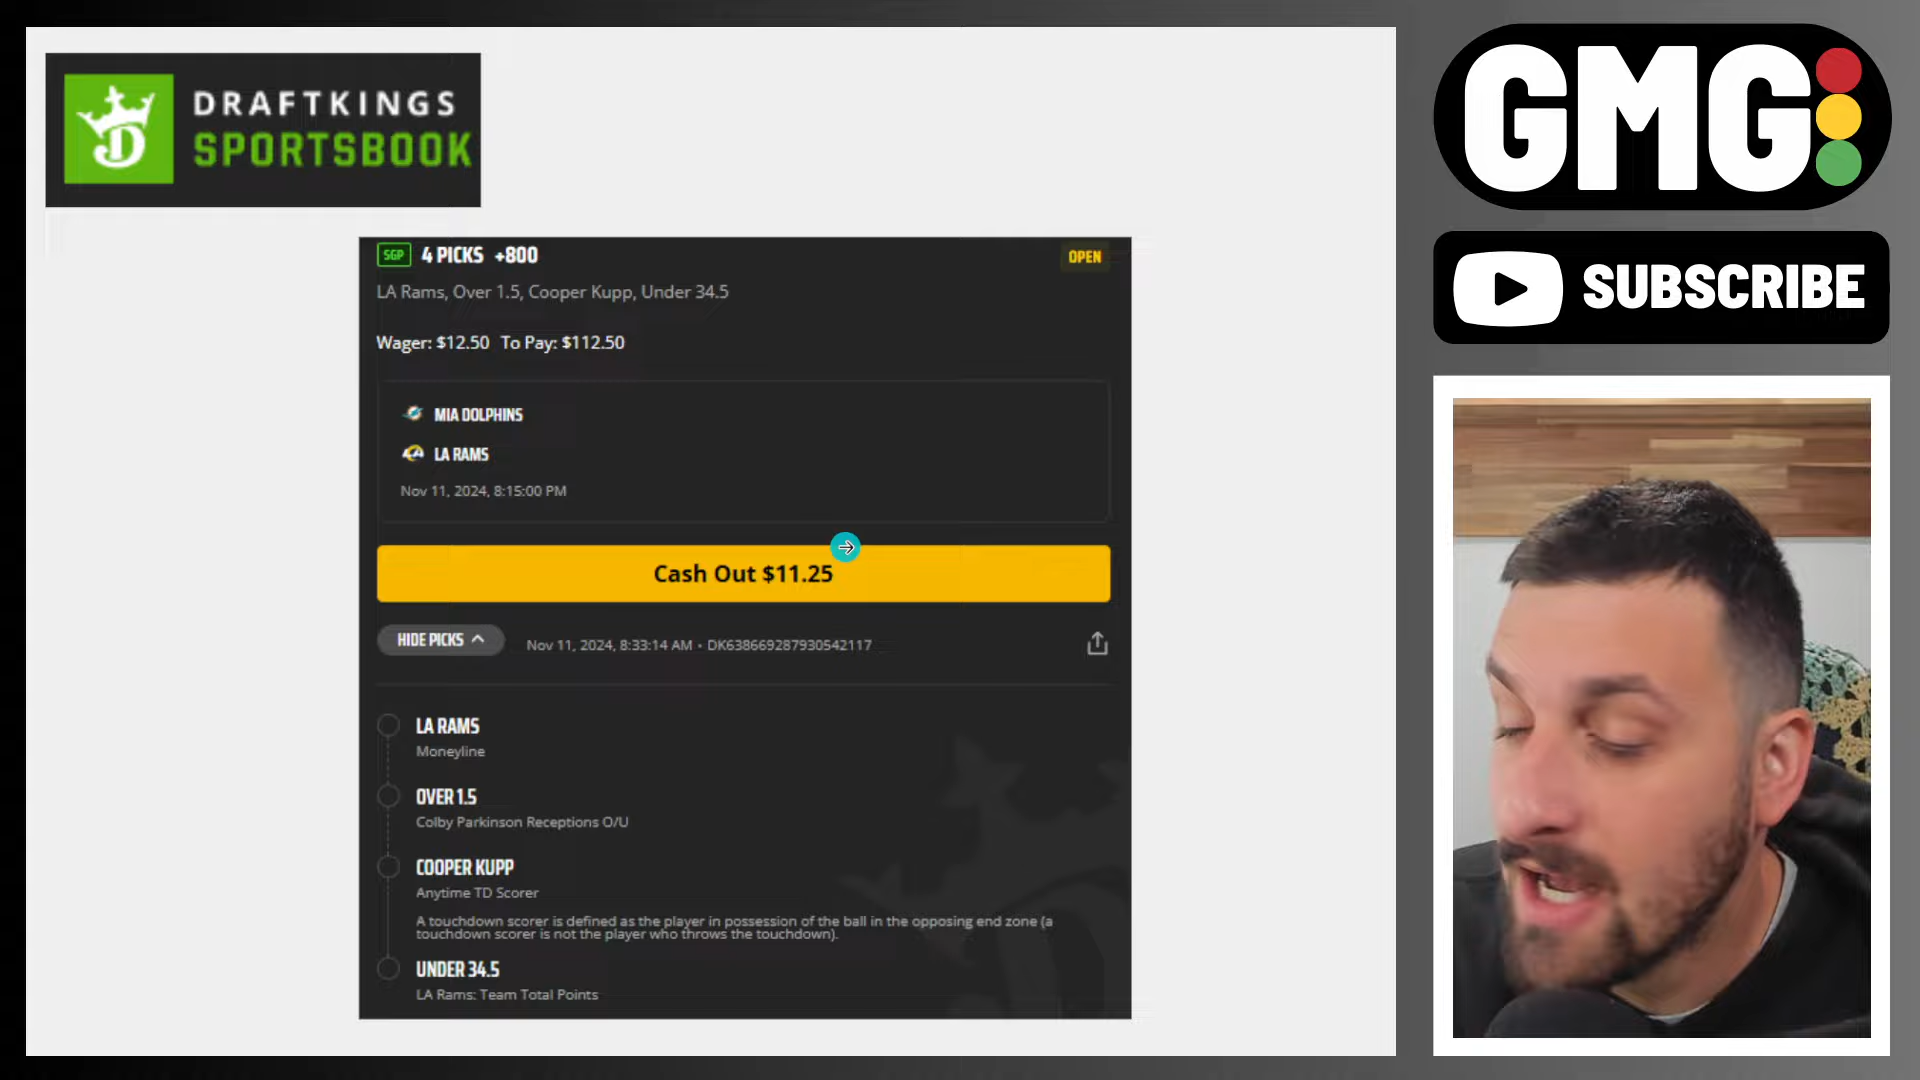 DRAFTKINGS
SPORTSBOOK
GMG
SUBSCRIBE
SGP 4 PICKS +800 OPEN
LA Rams, Over 1.5, Cooper Kupp, Under 34.5
Wager: $12.50 To Pay: $112.50
MIA DOLPHINS
LA RAMS
Nov 11, 2024, 8:15:00 PM
Cash Out $11.25
HIDE PICKS Nov 11, 2024, 8:33:14 AM • DK638669287930542117
LA RAMS
Moneyline
OVER 1.5
Colby Parkinson Receptions O/U
COOPER KUPP
Anytime TD Scorer
A touchdown scorer is defined as the player in possession of the ball in the opposing end zone (a
touchdown scorer is not the player who throws the touchdown).
UNDER 34.5
LA Rams: Team Total Points